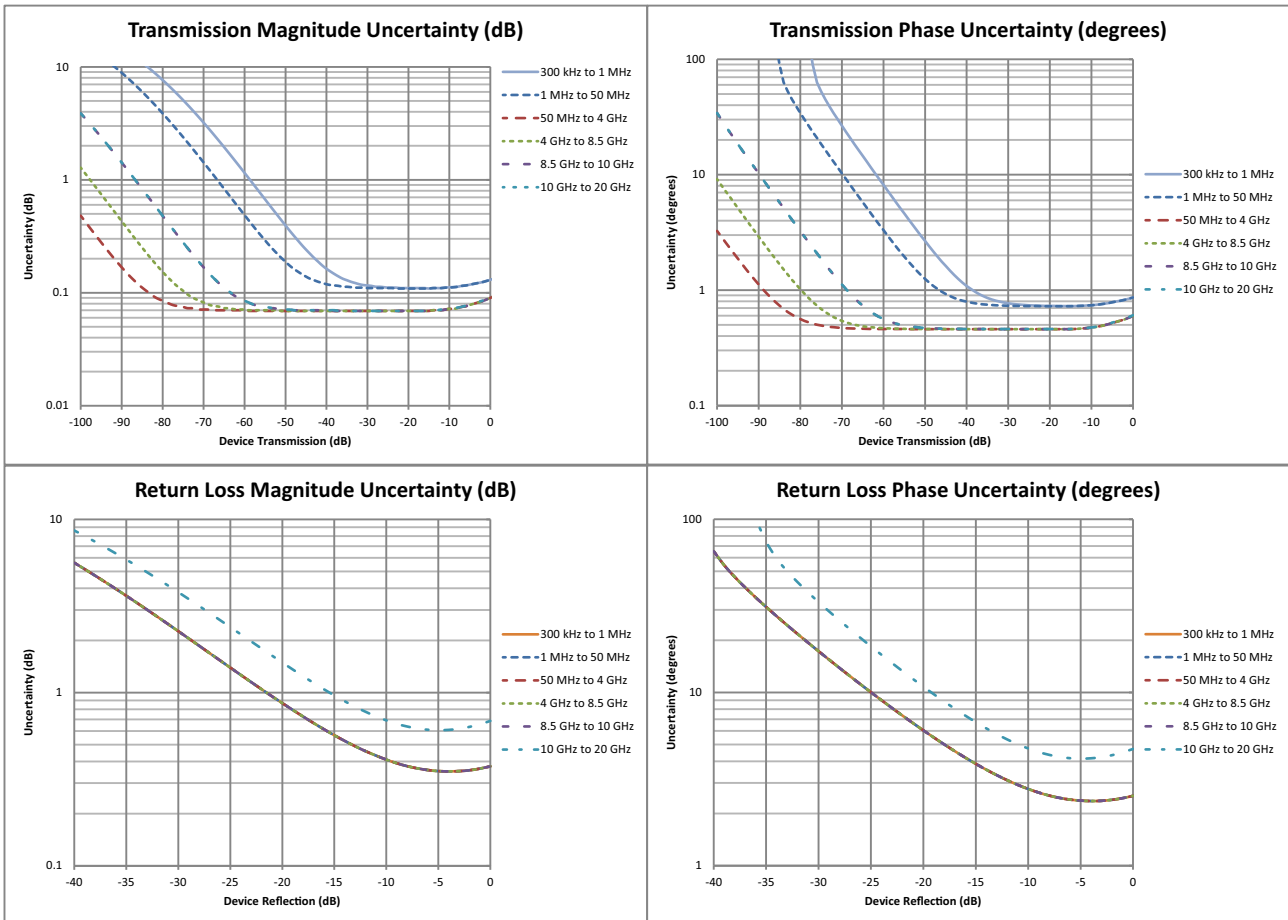 Transmission Magnitude Uncertainty (dB)
10
1
0.1
0.01
Uncertainty (dB)
-100 -90 -80 -70 -60 -50 -40 -30 -20 -10 0
Device Transmission (dB)
300 kHz to 1 MHz
1 MHz to 50 MHz
50 MHz to 4 GHz
4 GHz to 8.5 GHz
8.5 GHz to 10 GHz
10 GHz to 20 GHz
Transmission Phase Uncertainty (degrees)
100
10
1
0.1
Uncertainty (degrees)
-100 -90 -80 -70 -60 -50 -40 -30 -20 -10 0
Device Transmission (dB)
300 kHz to 1 MHz
1 MHz to 50 MHz
50 MHz to 4 GHz
4 GHz to 8.5 GHz
8.5 GHz to 10 GHz
10 GHz to 20 GHz
Return Loss Magnitude Uncertainty (dB)
10
1
0.1
Uncertainty (dB)
-40 -35 -30 -25 -20 -15 -10 -5 0
Device Reflection (dB)
300 kHz to 1 MHz
1 MHz to 50 MHz
50 MHz to 4 GHz
4 GHz to 8.5 GHz
8.5 GHz to 10 GHz
10 GHz to 20 GHz
Return Loss Phase Uncertainty (degrees)
100
10
1
Uncertainty (degrees)
-40 -35 -30 -25 -20 -15 -10 -5 0
Device Reflection (dB)
300 kHz to 1 MHz
1 MHz to 50 MHz
50 MHz to 4 GHz
4 GHz to 8.5 GHz
8.5 GHz to 10 GHz
10 GHz to 20 GHz